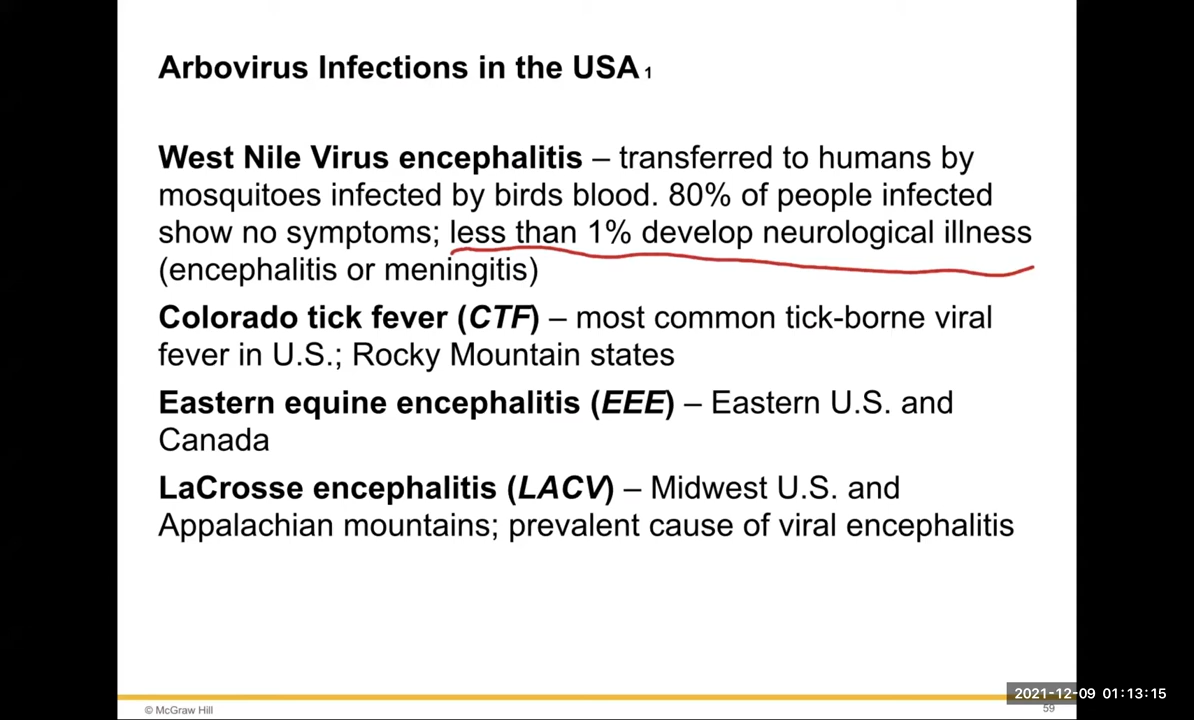 Arbovirus Infections in the USA 1
West Nile Virus encephalitis – transferred to humans by
mosquitoes infected by birds blood. 80% of people infected
show no symptoms; less than 1% develop neurological illness
(encephalitis or meningitis)
Colorado tick fever (CTF) – most common tick-borne viral
fever in U.S.; Rocky Mountain states
Eastern equine encephalitis (EEE) – Eastern U.S. and
Canada
LaCrosse encephalitis (LACV) – Midwest U.S. and
Appalachian mountains; prevalent cause of viral encephalitis
2021-12-09 01:13:15
© McGraw Hill
59